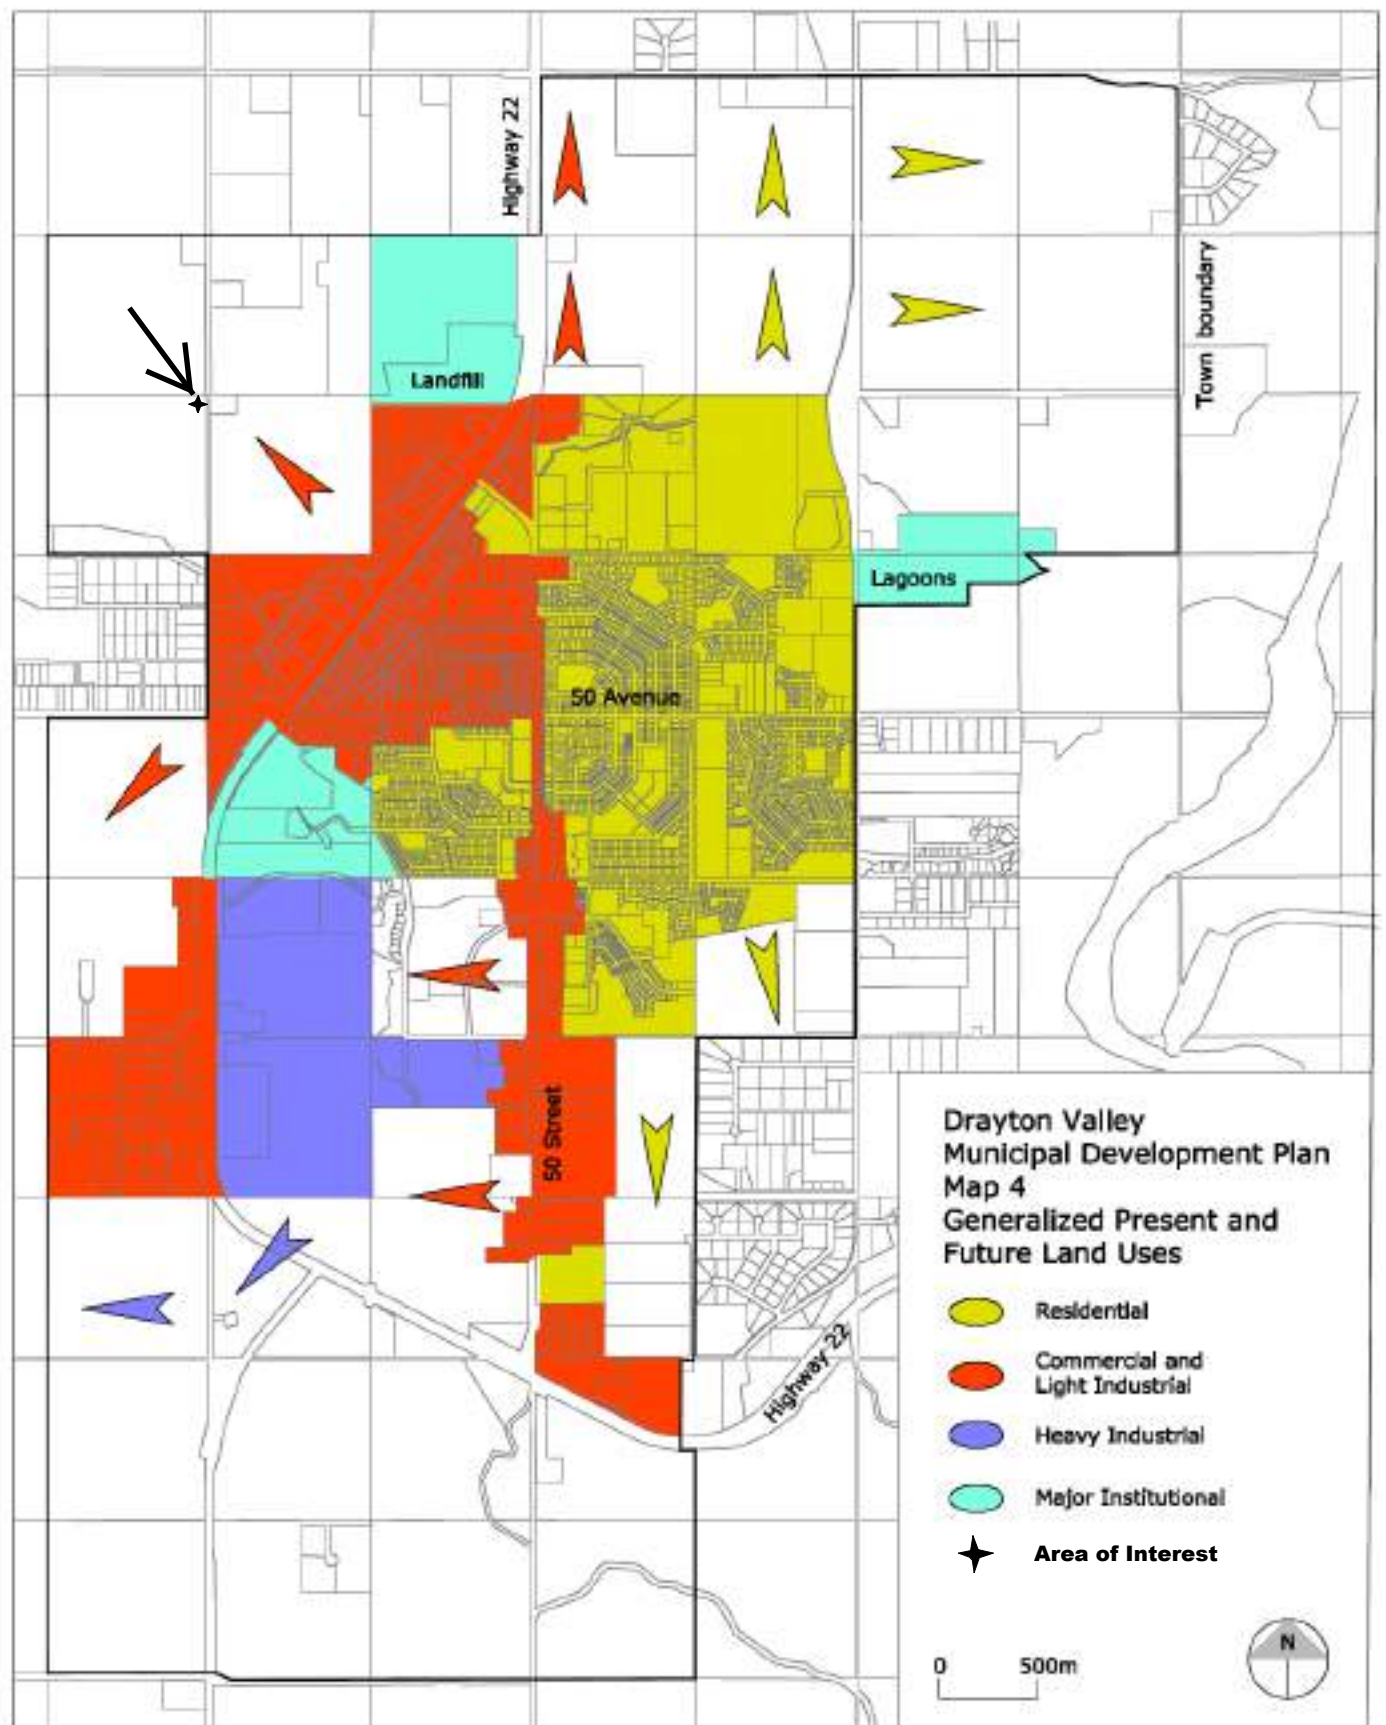 Highway 22
Town boundary
Landfill
Lagoons
50 Avenue
50 Street
Highway 22
Drayton Valley
Municipal Development Plan
Map 4
Generalized Present and
Future Land Uses
Residential
Commercial and
Light Industrial
Heavy Industrial
Major Institutional
Area of Interest
0 500m
N